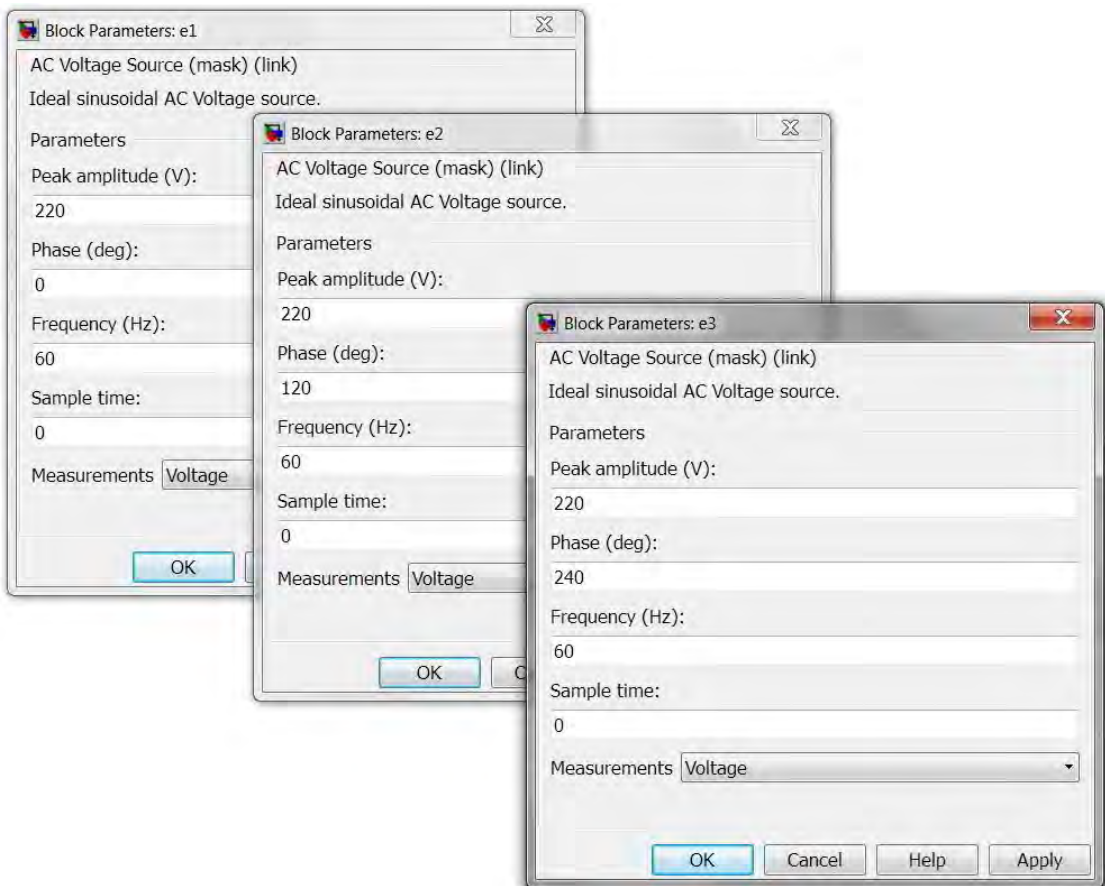 Block Parameters: e1
AC Voltage Source (mask) (link)
Ideal sinusoidal AC Voltage source.
Parameters
Peak amplitude (V):
220
Phase (deg):
0
Frequency (Hz):
60
Sample time:
0
Measurements Voltage
OK
Block Parameters: e2
AC Voltage Source (mask) (link)
Ideal sinusoidal AC Voltage source.
Parameters
Peak amplitude (V):
220
Phase (deg):
120
Frequency (Hz):
60
Sample time:
0
Measurements Voltage
OK C
Block Parameters: e3
AC Voltage Source (mask) (link)
Ideal sinusoidal AC Voltage source.
Parameters
Peak amplitude (V):
220
Phase (deg):
240
Frequency (Hz):
60
Sample time:
0
Measurements Voltage
OK Cancel Help Apply